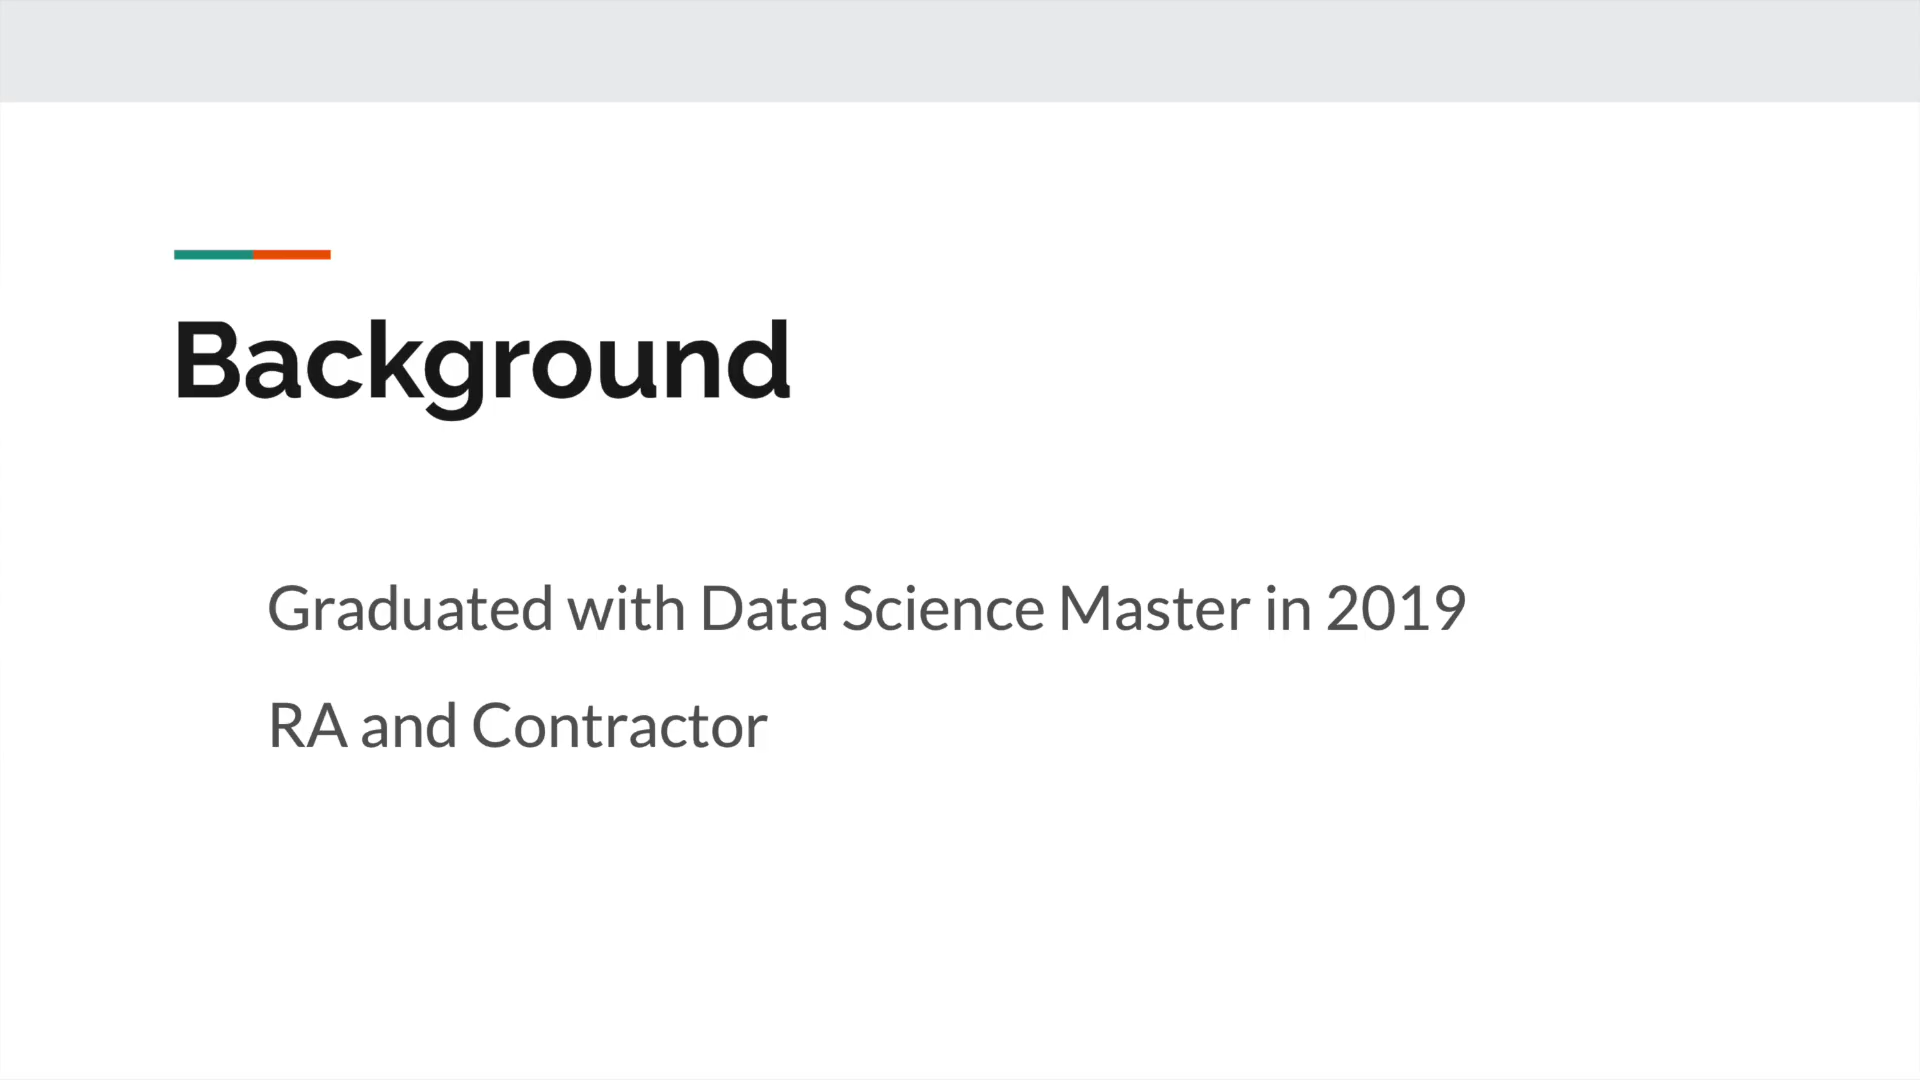 Background
Graduated with Data Science Master in 2019
RA and Contractor